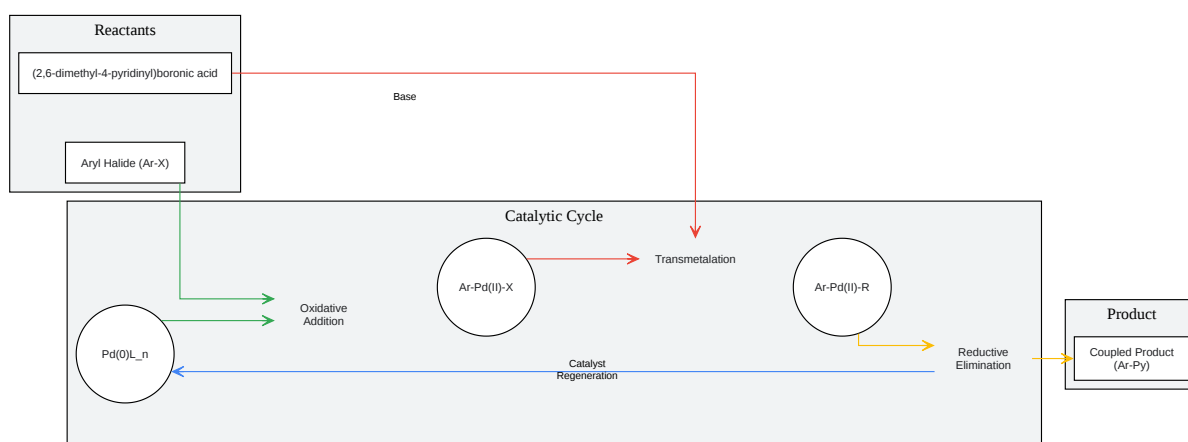 Reactants
(2,6-dimethyl-4-pyridinyl)boronic acid
Base
Aryl Halide (Ar-X)
Catalytic Cycle
Ar-Pd(II)-X
Transmetalation
Ar-Pd(II)-R
Oxidative
Addition
Pd(0)L_n
Catalyst
Regeneration
Reductive
Elimination
Product
Coupled Product
(Ar-Py)